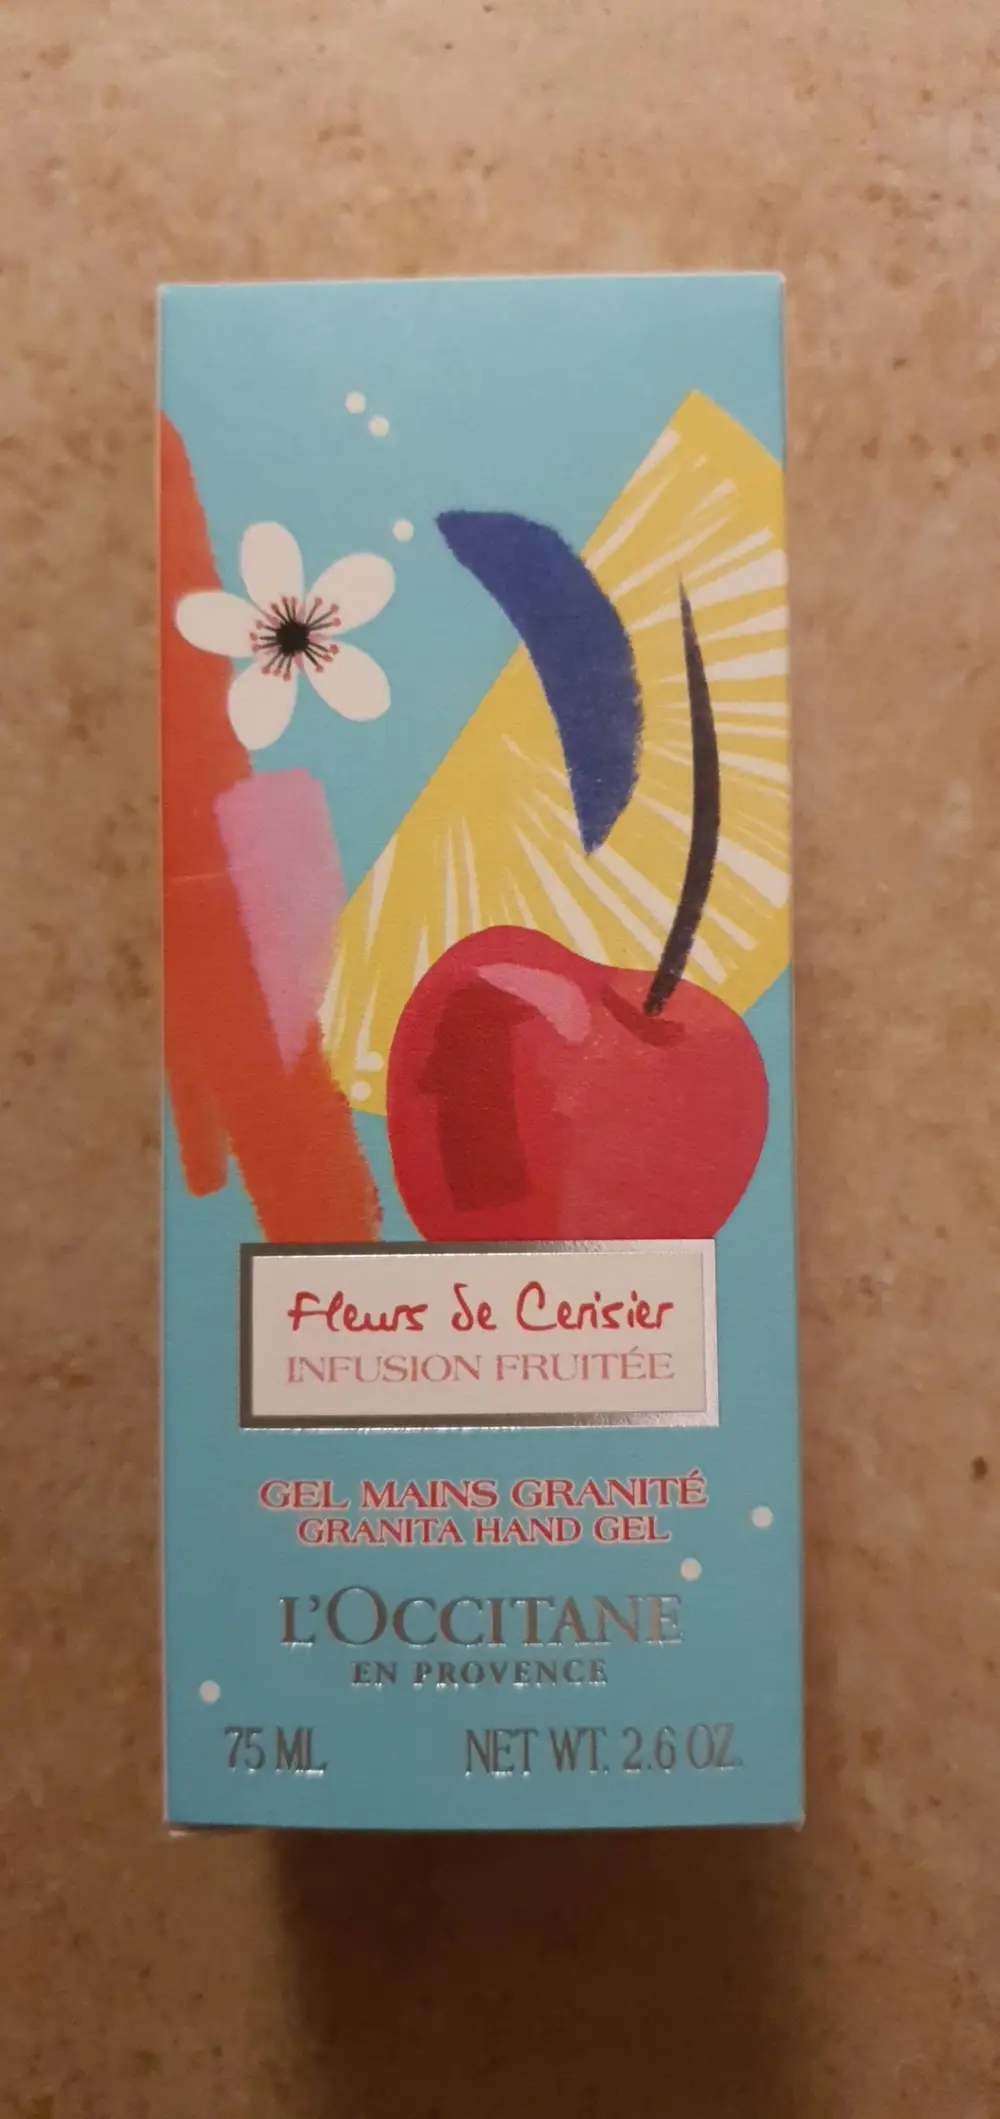 Fleurs de Cerisier
INFUSION FRUITÉE
GEL MAINS GRANITÉ
GRANITA HAND GEL
L'OCCITANE
EN PROVENCE
75 ML NET WT. 2.6 OZ.